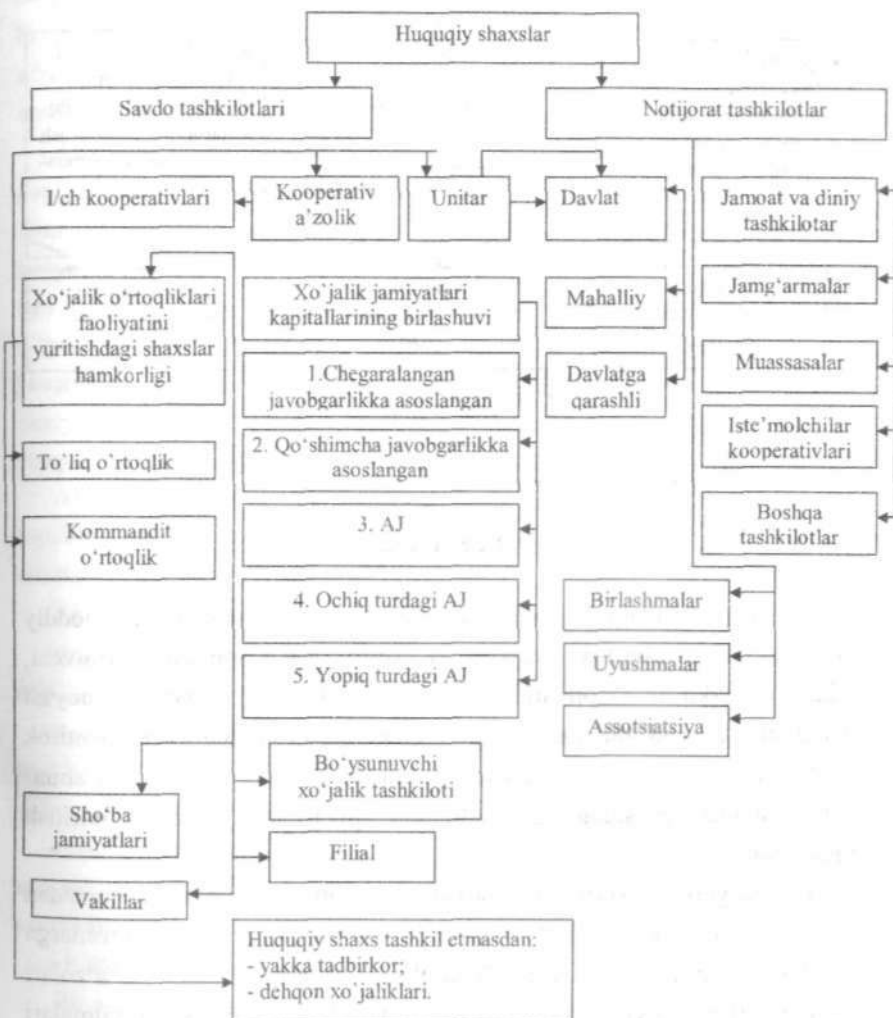 Huquqiy shaxslar
Savdo tashkilotlari
Notijorat tashkilotlar
I/ch kooperativlari
Kooperativ
a’zolik
Unitar
Davlat
Jamoat va diniy
tashkilotar
Xo‘jalik o‘rtoqliklari
faoliyatini
yuritishdagi shaxslar
hamkorligi
Xo`jalik jamiyatlari
kapitallarining birlashuvi
Mahalliy
Jamg‘armalar
1.Chegaralangan
javobgarlikka asoslangan
Davlatga
qarashli
Muassasalar
To`liq o`rtoqlik
2. Qo‘shimcha javobgarlikka
asoslangan
Iste’molchilar
kooperativlari
Kommandit
o‘rtoqlik
3. AJ
Boshqa
tashkilotlar
4. Ochiq turdagi AJ
Birlashmalar
5. Yopiq turdagi AJ
Uyushmalar
Assotsiatsiya
Bo‘ysunuvchi
xo‘jalik tashkiloti
Sho‘ba
jamiyatlari
Filial
Vakillar
Huquqiy shaxs tashkil etmasdan:
- yakka tadbirkor;
- dehqon xo`jaliklari.